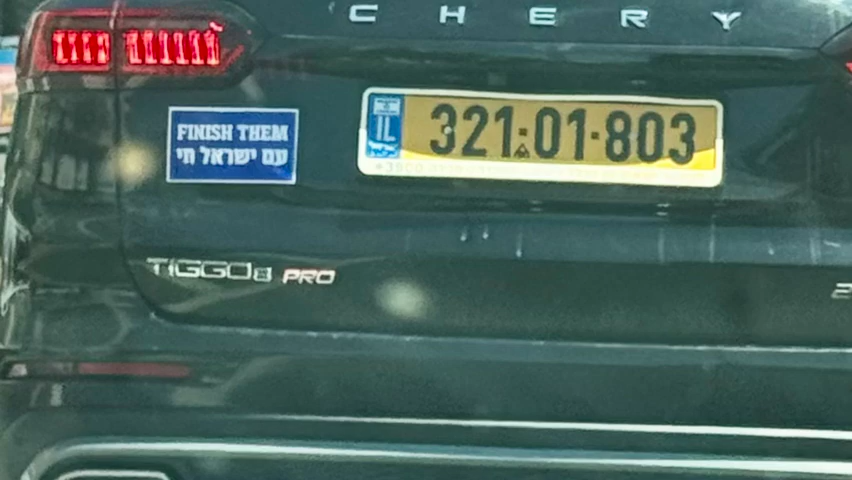 CHERY
FINISH THEM
עם ישראל חי
IL
321·01·803
TIGGO8 PRO